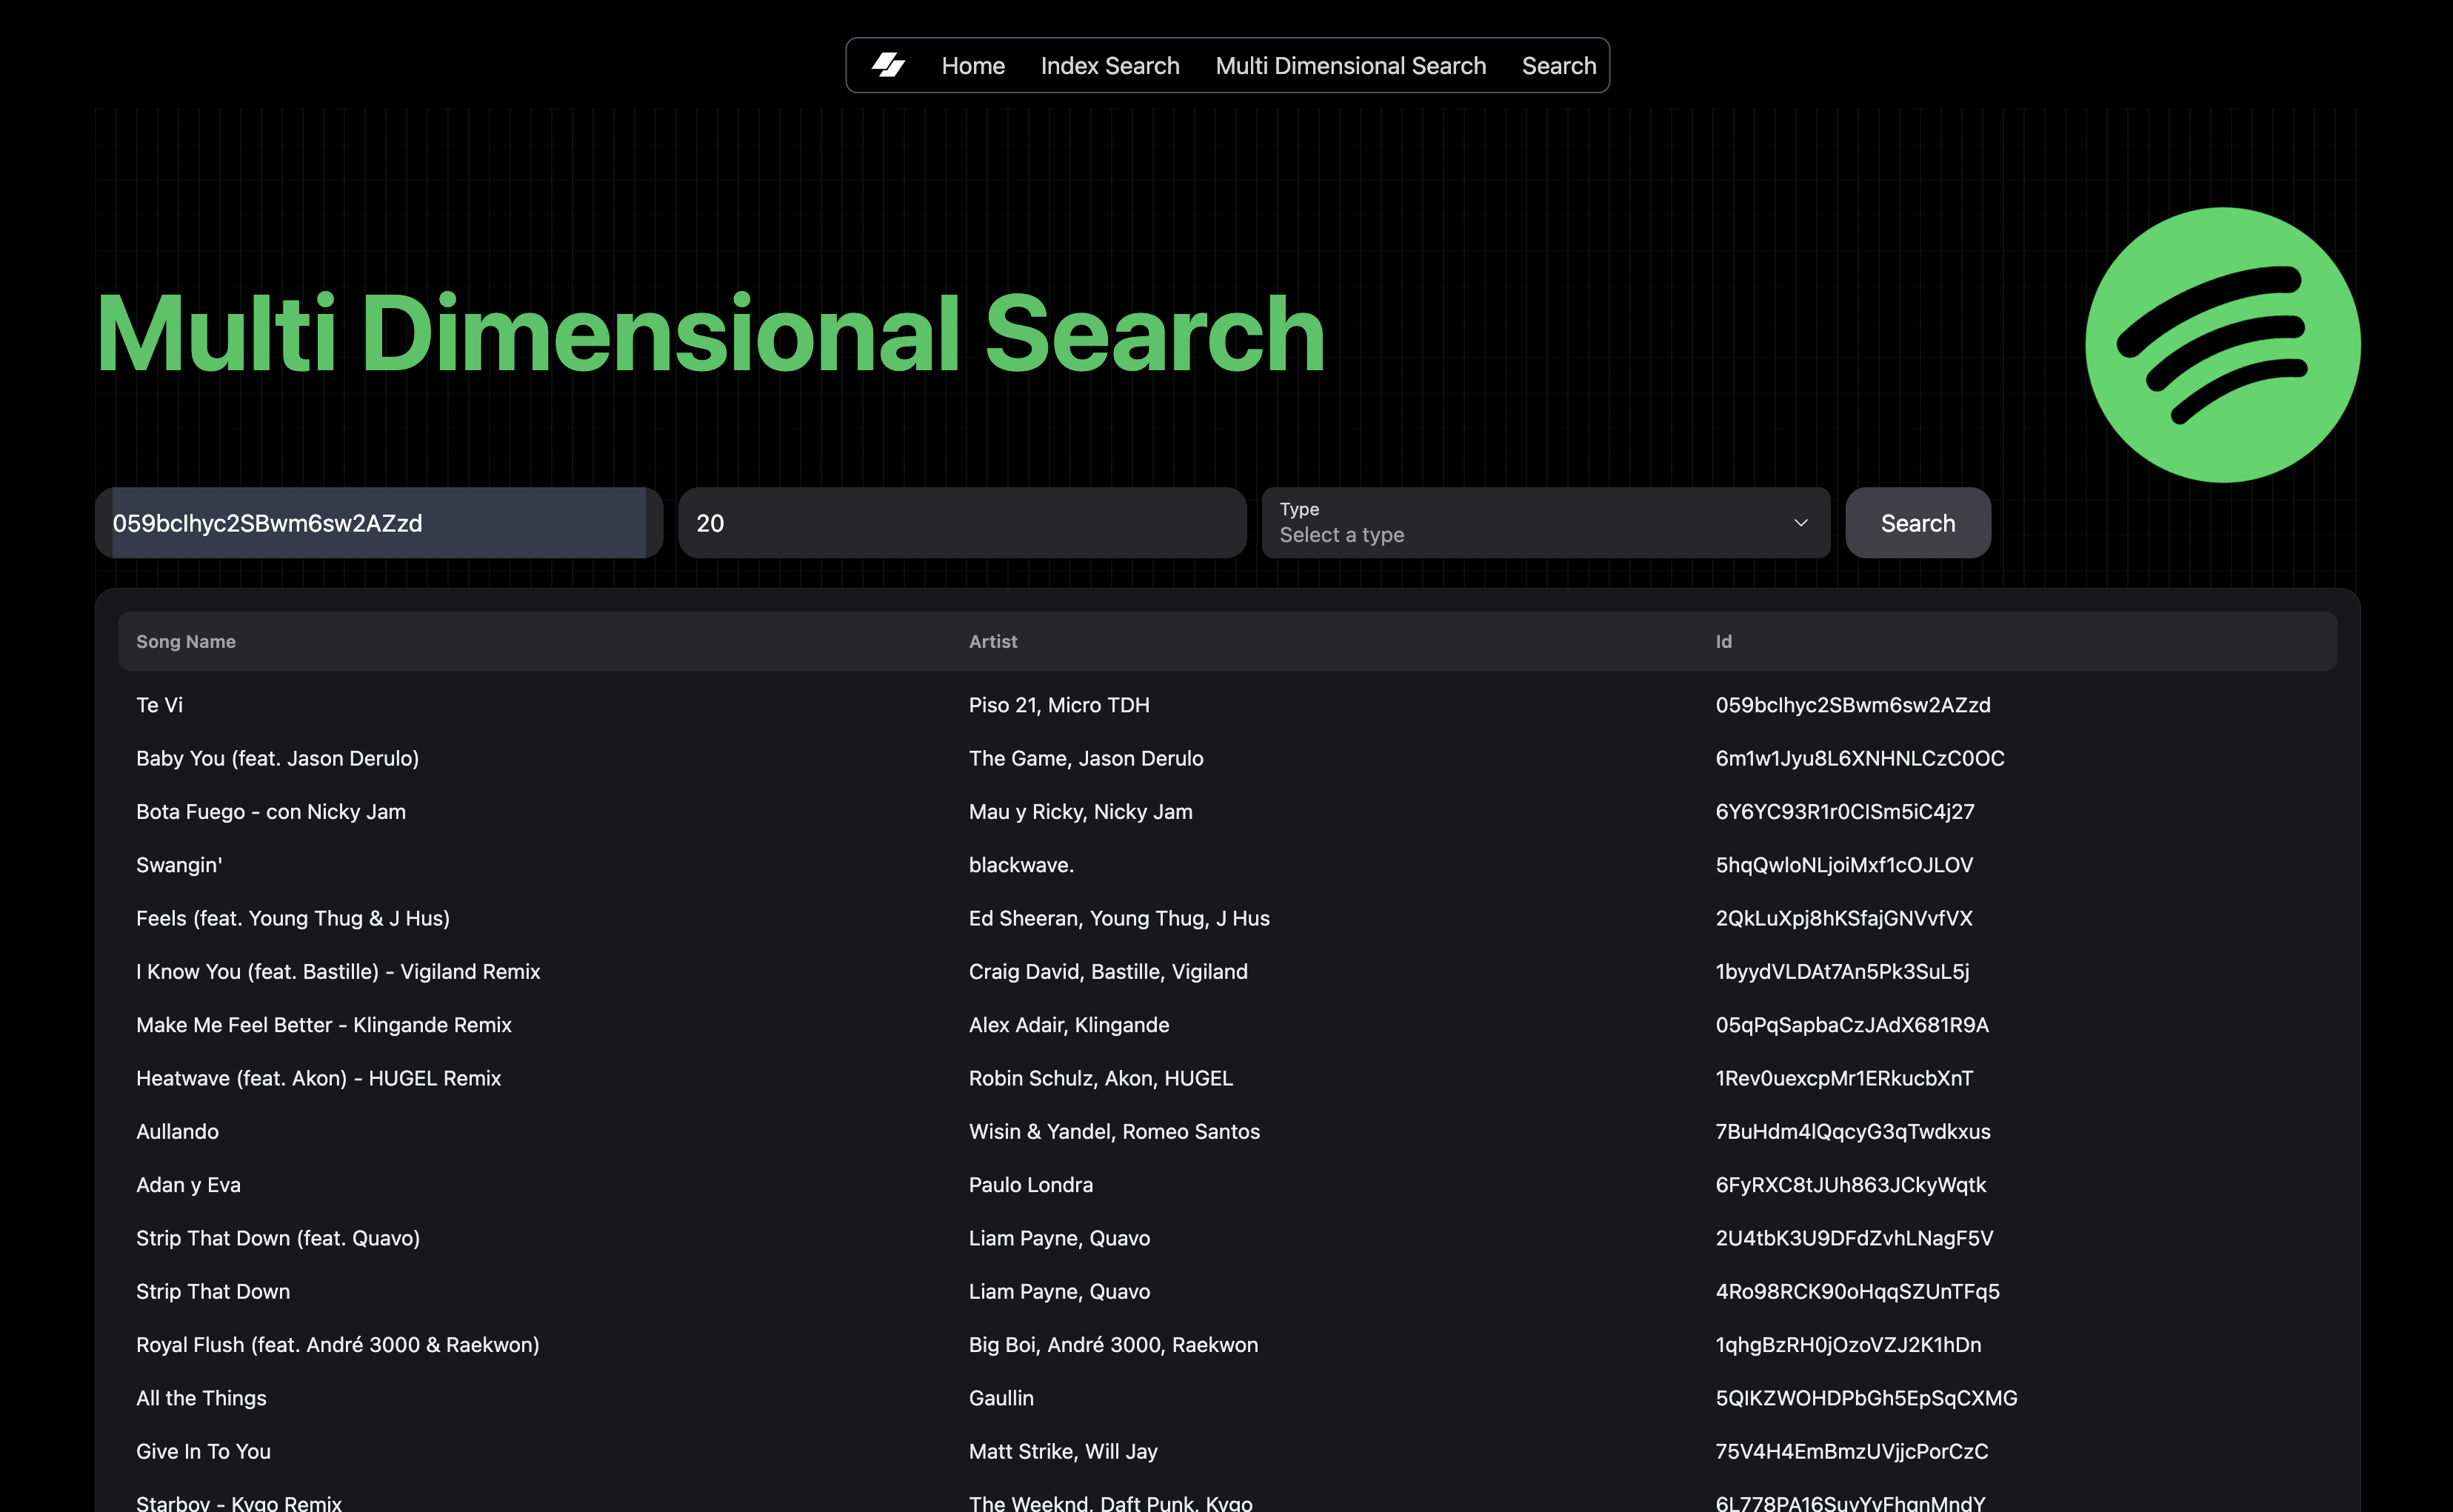 Home Index Search Multi Dimensional Search Search
Multi Dimensional Search
059bcIhyc2SBwm6sw2AZzd 20 Type Select a type Search
Song Name Artist Id
Te Vi Piso 21, Micro TDH 059bcIhyc2SBwm6sw2AZzd
Baby You (feat. Jason Derulo) The Game, Jason Derulo 6m1w1Jyu8L6XNHNLCzC0OC
Bota Fuego - con Nicky Jam Mau y Ricky, Nicky Jam 6Y6YC93R1r0CISm5iC4j27
Swangin' blackwave. 5hqQwloNLjoiMxf1cOJLOV
Feels (feat. Young Thug & J Hus) Ed Sheeran, Young Thug, J Hus 2QkLuXpj8hKSfajGNVvfVX
I Know You (feat. Bastille) - Vigiland Remix Craig David, Bastille, Vigiland 1byydVLDAt7An5Pk3SuL5j
Make Me Feel Better - Klingande Remix Alex Adair, Klingande 05qPqSapbaCzJAdX681R9A
Heatwave (feat. Akon) - HUGEL Remix Robin Schulz, Akon, HUGEL 1Rev0uexcpMr1ERkucbXnT
Aullando Wisin & Yandel, Romeo Santos 7BuHdm4lQqcyG3qTwdkxus
Adan y Eva Paulo Londra 6FyRXC8tJUh863JCkyWqtk
Strip That Down (feat. Quavo) Liam Payne, Quavo 2U4tbK3U9DFdZvhLNagF5V
Strip That Down Liam Payne, Quavo 4Ro98RCK90oHqqSZUnTFq5
Royal Flush (feat. André 3000 & Raekwon) Big Boi, André 3000, Raekwon 1qhgBzRH0jOzoVZJ2K1hDn
All the Things Gaullin 5QIKZWOHDPbGh5EpSqCXMG
Give In To You Matt Strike, Will Jay 75V4H4EmBmzUVjjcPorCzC
Starboy - Kygo Remix The Weeknd, Daft Punk, Kygo 6L778PA16SuyYvFhqnMndY